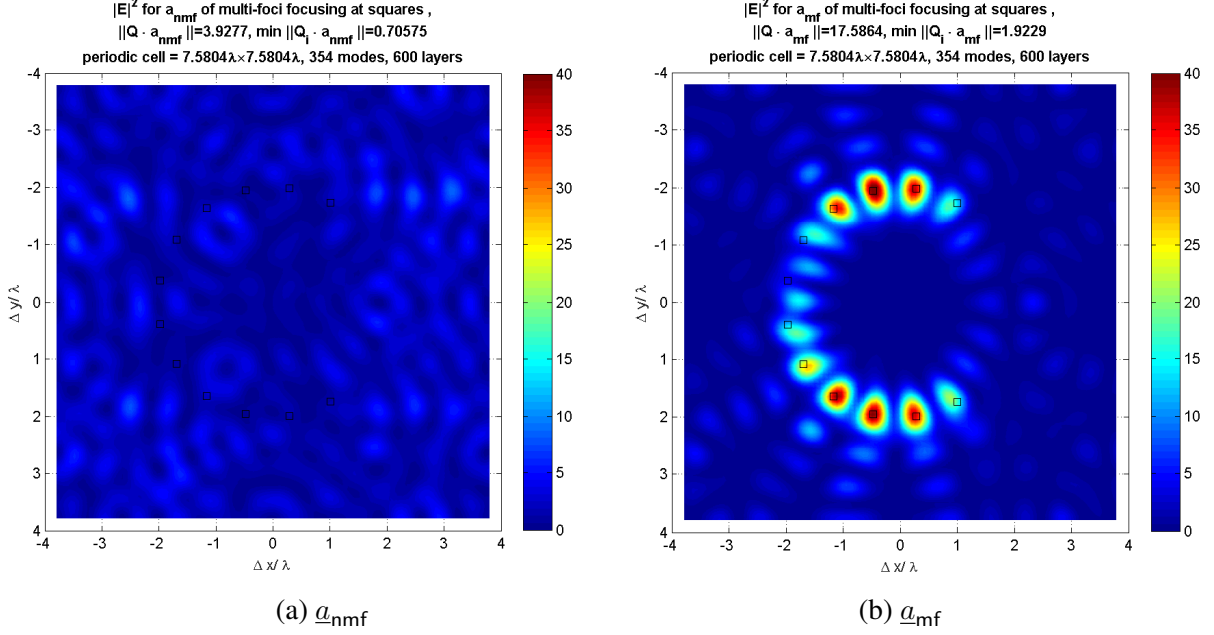 |E|² for a_nmf of multi-foci focusing at squares ,
||Q · a_nmf||=3.9277, min ||Q_i · a_nmf||=0.70575
periodic cell = 7.5804λ×7.5804λ, 354 modes, 600 layers
-4
-3
-2
-1
0
1
2
3
4
Δ y/ λ
-4 -3 -2 -1 0 1 2 3 4
Δ x/ λ
40
35
30
25
20
15
10
5
0
(a) a_nmf
|E|² for a_mf of multi-foci focusing at squares ,
||Q · a_mf||=17.5864, min ||Q_i · a_mf||=1.9229
periodic cell = 7.5804λ×7.5804λ, 354 modes, 600 layers
-4
-3
-2
-1
0
1
2
3
4
Δ y/ λ
-4 -3 -2 -1 0 1 2 3 4
Δ x/ λ
40
35
30
25
20
15
10
5
0
(b) a_mf